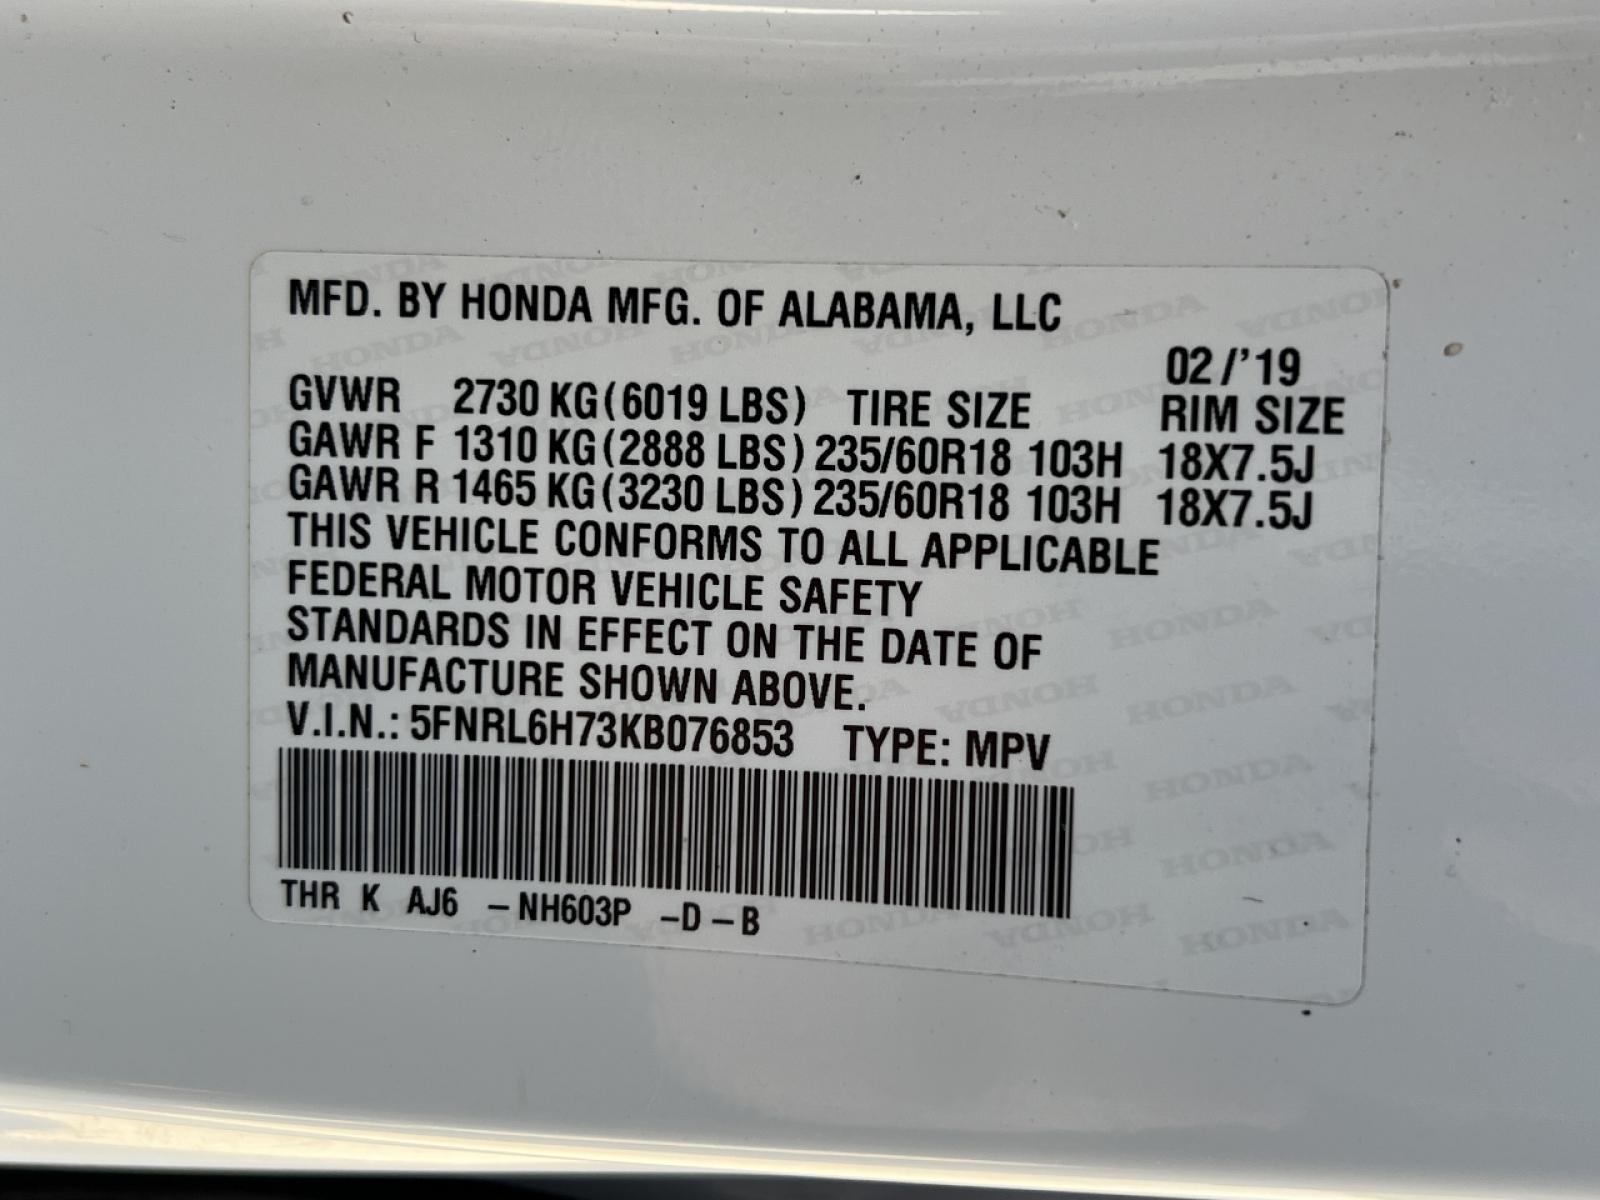 MFD. BY HONDA MFG. OF ALABAMA, LLC
02/'19
GVWR 2730 KG (6019 LBS) TIRE SIZE RIM SIZE
GAWR F 1310 KG (2888 LBS) 235/60R18 103H 18X7.5J
GAWR R 1465 KG (3230 LBS) 235/60R18 103H 18X7.5J
THIS VEHICLE CONFORMS TO ALL APPLICABLE
FEDERAL MOTOR VEHICLE SAFETY
STANDARDS IN EFFECT ON THE DATE OF
MANUFACTURE SHOWN ABOVE.
V.I.N.: 5FNRL6H73KB076853 TYPE: MPV
THR K AJ6 -NH603P -D-B